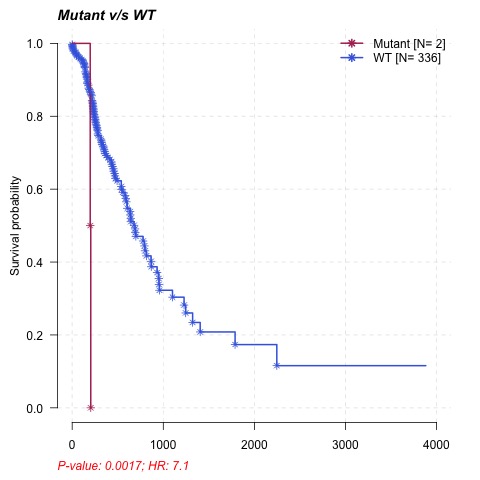 Mutant v/s WT
Mutant [N= 2]
WT [N= 336]
Survival probability
1.0
0.8
0.6
0.4
0.2
0.0
0 1000 2000 3000 4000
P-value: 0.0017; HR: 7.1